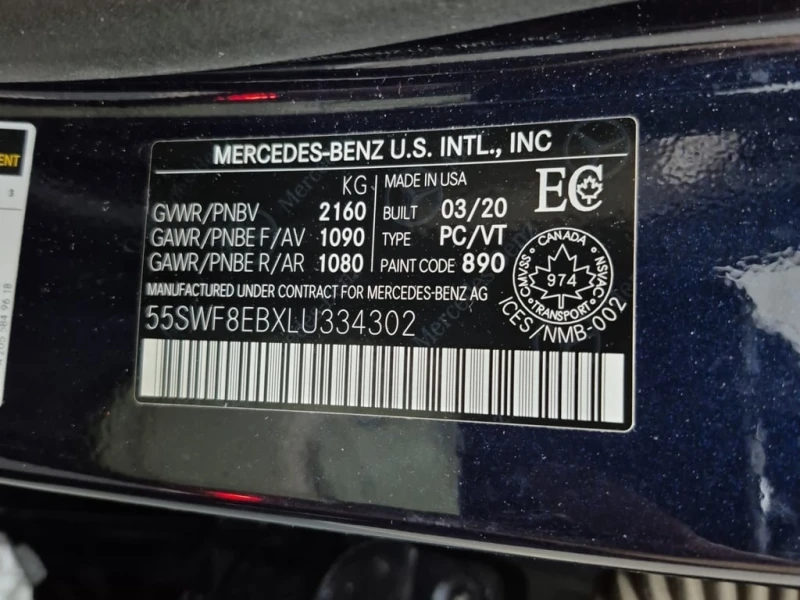 MERCEDES-BENZ U.S. INTL., INC
KG
GVWR/PNBV 2160
GAWR/PNBE F/AV 1090
GAWR/PNBE R/AR 1080
MADE IN USA
BUILT 03/20
TYPE PC/VT
PAINT CODE 890
EC
CANADA
CMVSS
974
NSVAC
TRANSPORT
ICES/NMB-002
MANUFACTURED UNDER CONTRACT FOR MERCEDES-BENZ AG
55SWF8EBXLU334302